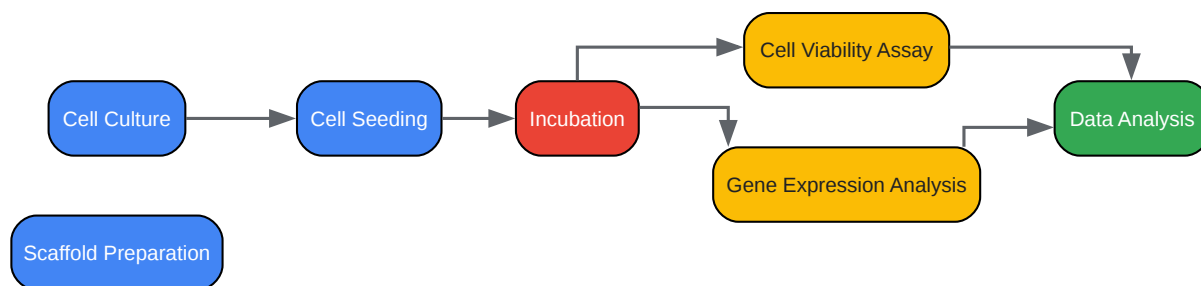 Cell Viability Assay
Cell Culture
Cell Seeding
Incubation
Data Analysis
Gene Expression Analysis
Scaffold Preparation